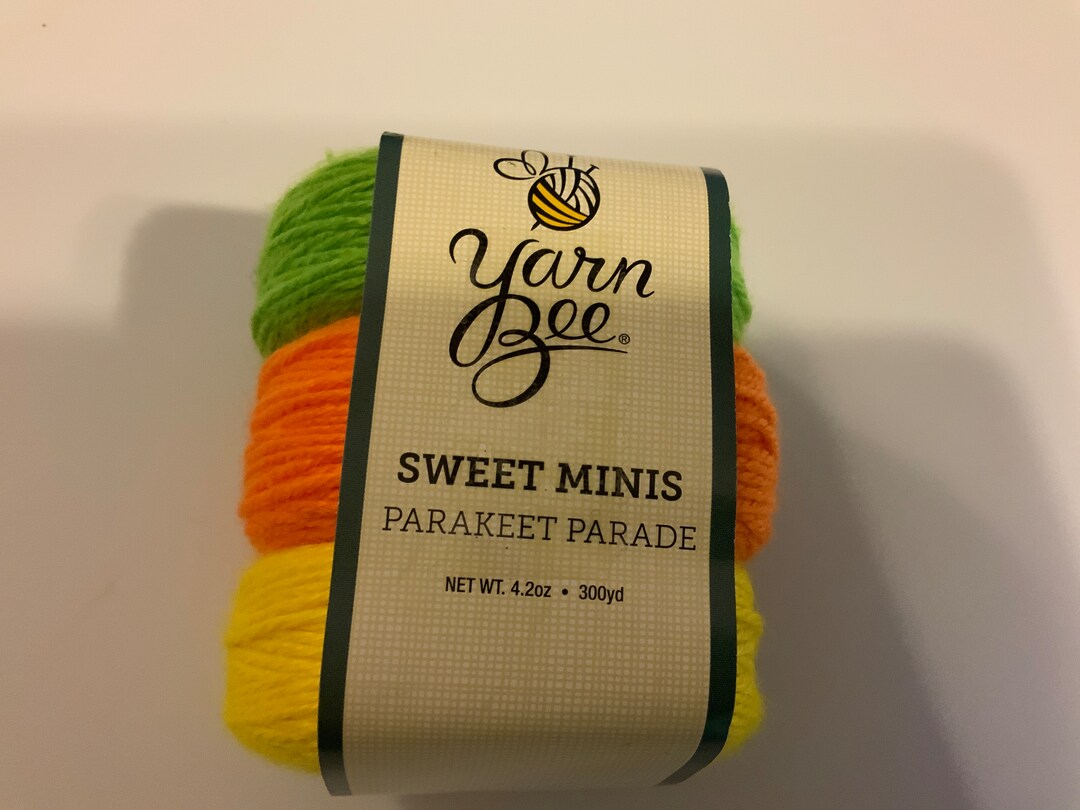 Yarn
Bee®
SWEET MINIS
PARAKEET PARADE
NET WT. 4.2oz • 300yd